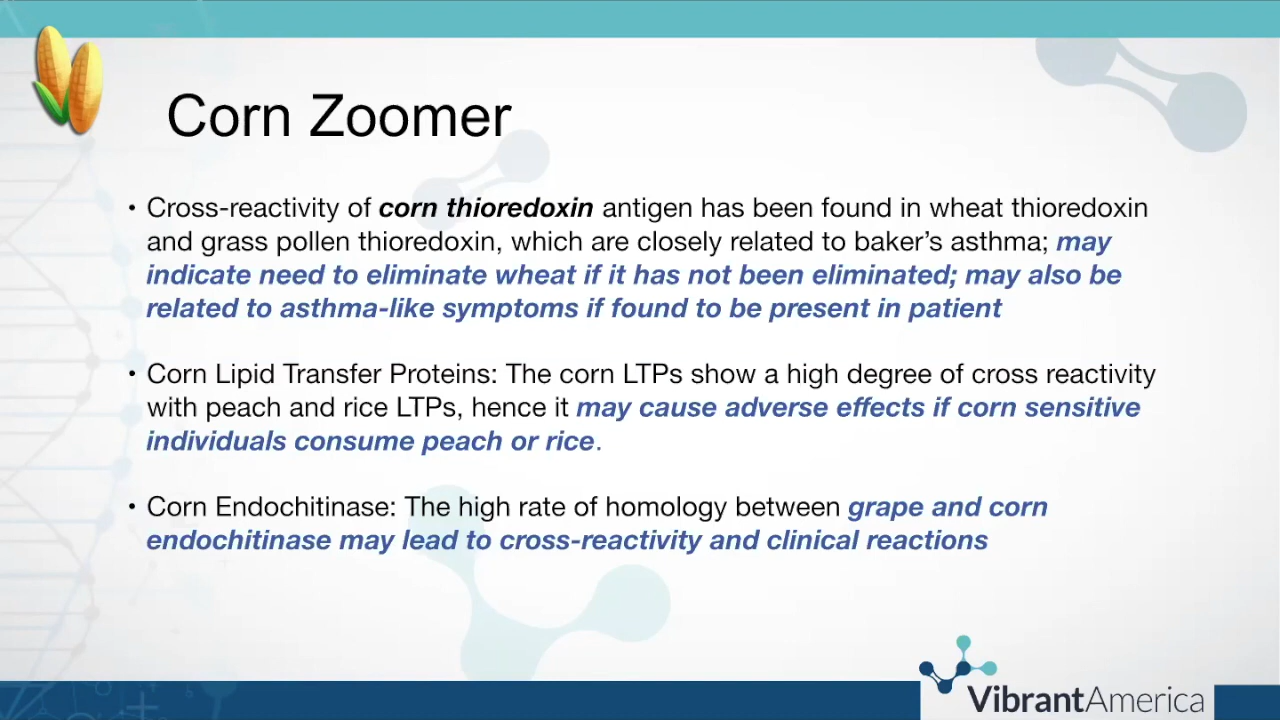 Corn Zoomer
• Cross-reactivity of corn thioredoxin antigen has been found in wheat thioredoxin
and grass pollen thioredoxin, which are closely related to baker’s asthma; may
indicate need to eliminate wheat if it has not been eliminated; may also be
related to asthma-like symptoms if found to be present in patient
• Corn Lipid Transfer Proteins: The corn LTPs show a high degree of cross reactivity
with peach and rice LTPs, hence it may cause adverse effects if corn sensitive
individuals consume peach or rice.
• Corn Endochitinase: The high rate of homology between grape and corn
endochitinase may lead to cross-reactivity and clinical reactions
VibrantAmerica